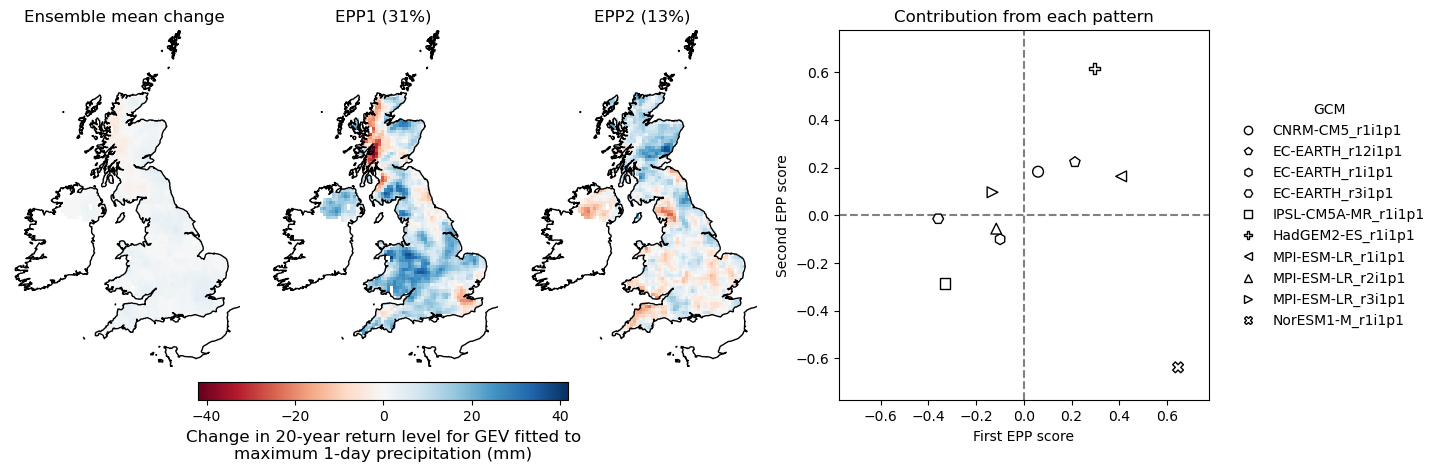 Ensemble mean change
EPP1 (31%)
EPP2 (13%)
Contribution from each pattern
−40
−20
0
20
40
Change in 20-year return level for GEV fitted to
maximum 1-day precipitation (mm)
Second EPP score
0.6
0.4
0.2
0.0
−0.2
−0.4
−0.6
−0.6
−0.4
−0.2
0.0
0.2
0.4
0.6
First EPP score
GCM
CNRM-CM5_r1i1p1
EC-EARTH_r12i1p1
EC-EARTH_r1i1p1
EC-EARTH_r3i1p1
IPSL-CM5A-MR_r1i1p1
HadGEM2-ES_r1i1p1
MPI-ESM-LR_r1i1p1
MPI-ESM-LR_r2i1p1
MPI-ESM-LR_r3i1p1
NorESM1-M_r1i1p1